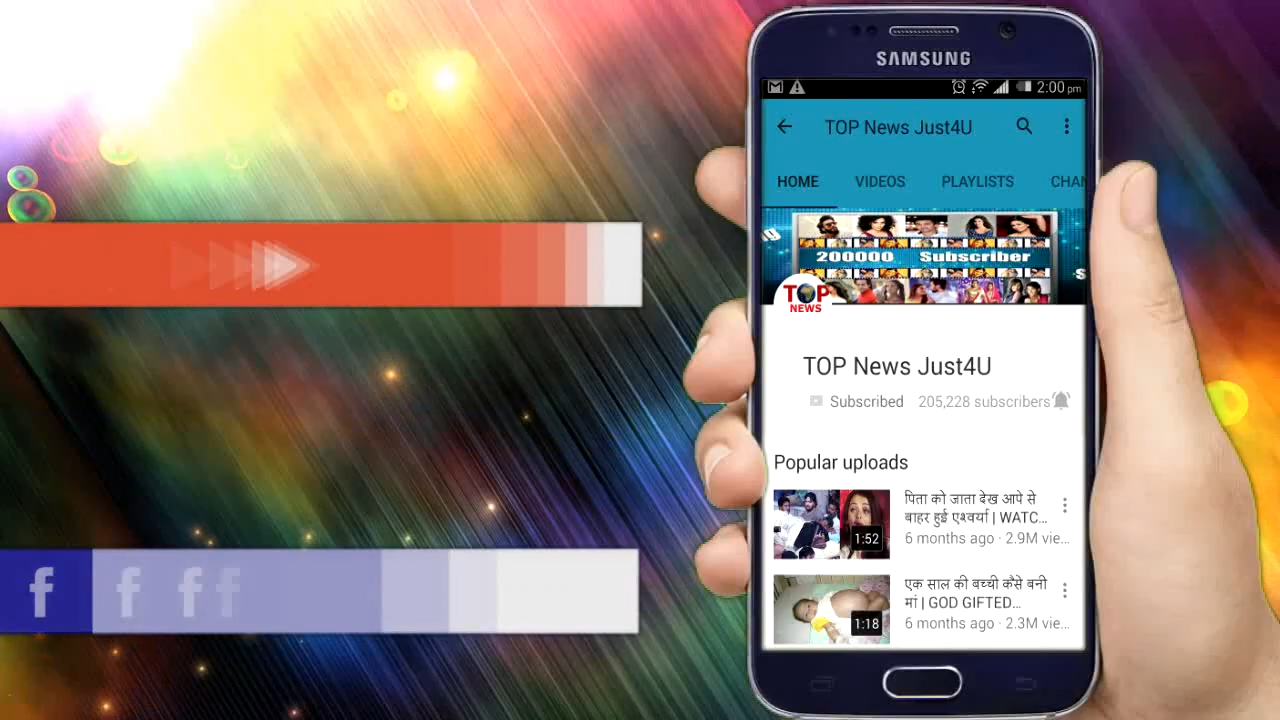 SAMSUNG
2:00 pm
TOP News Just4U
HOME VIDEOS PLAYLISTS CHAN
200000 Subscriber
TOP
NEWS
TOP News Just4U
Subscribed 205,228 subscribers
Popular uploads
पिता को जाता देख आपे से
बाहर हुई एश्वर्या | WATC...
1:52
6 months ago · 2.9M vie...
एक साल की बच्ची कैसे बनी
मां | GOD GIFTED...
1:18
6 months ago · 2.3M vie...
f f f f